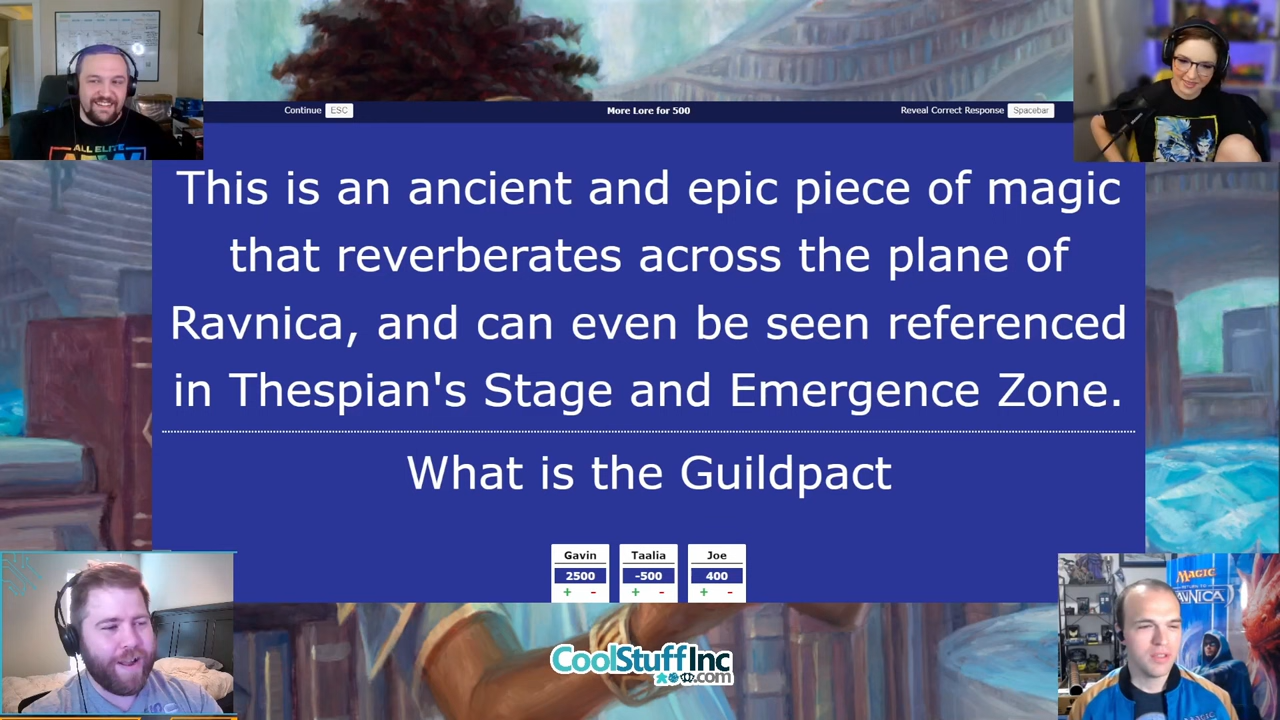 Continue ESC
More Lore for 500
Reveal Correct Response Spacebar
ALL ELITE
This is an ancient and epic piece of magic
that reverberates across the plane of
Ravnica, and can even be seen referenced
in Thespian's Stage and Emergence Zone.
What is the Guildpact
Gavin
2500
+ -
Taalia
-500
+ -
Joe
400
+ -
MAGIC
CoolStuffInc
.com